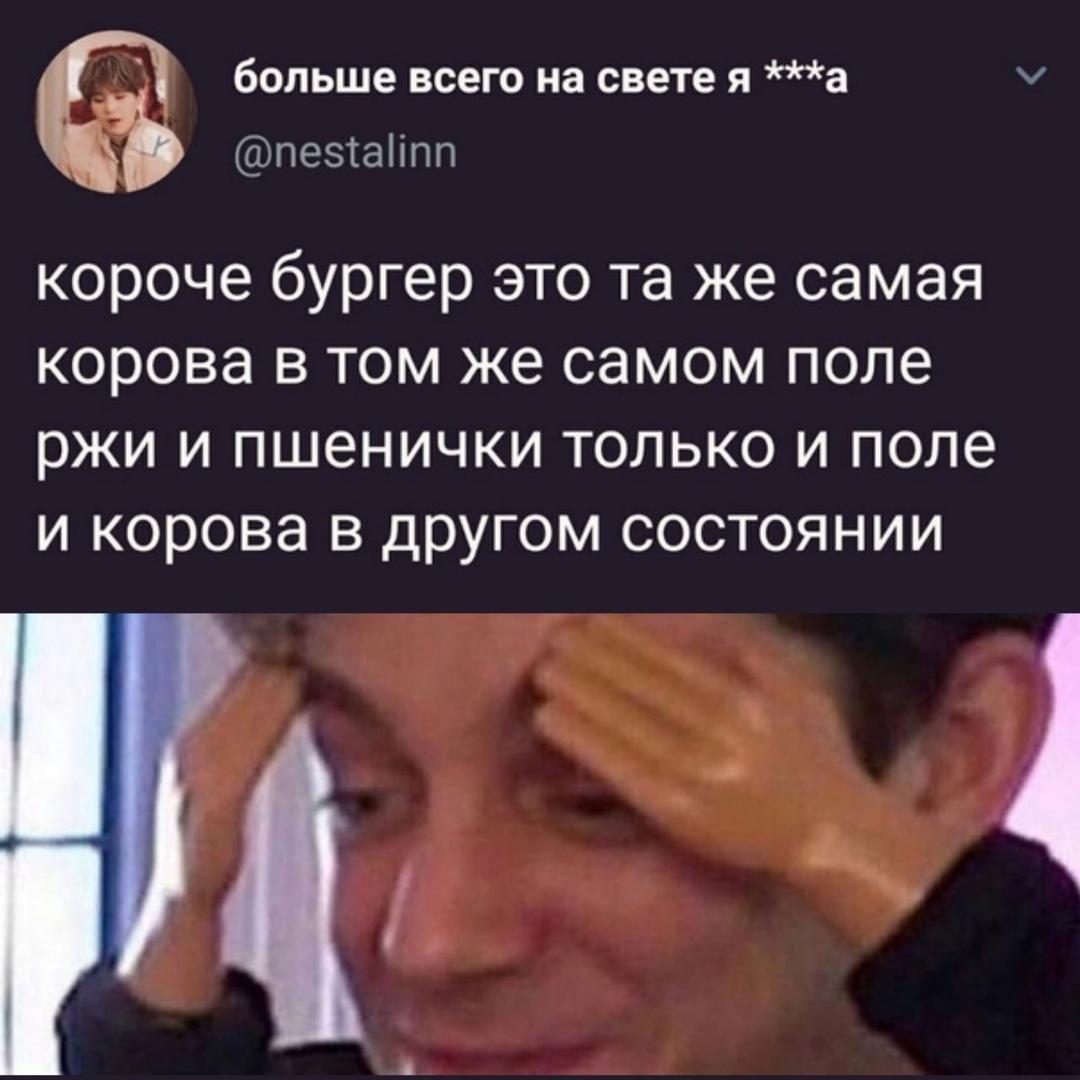 больше всего на свете я ***а
@nestalinn
короче бургер это та же самая
корова в том же самом поле
ржи и пшенички только и поле
и корова в другом состоянии